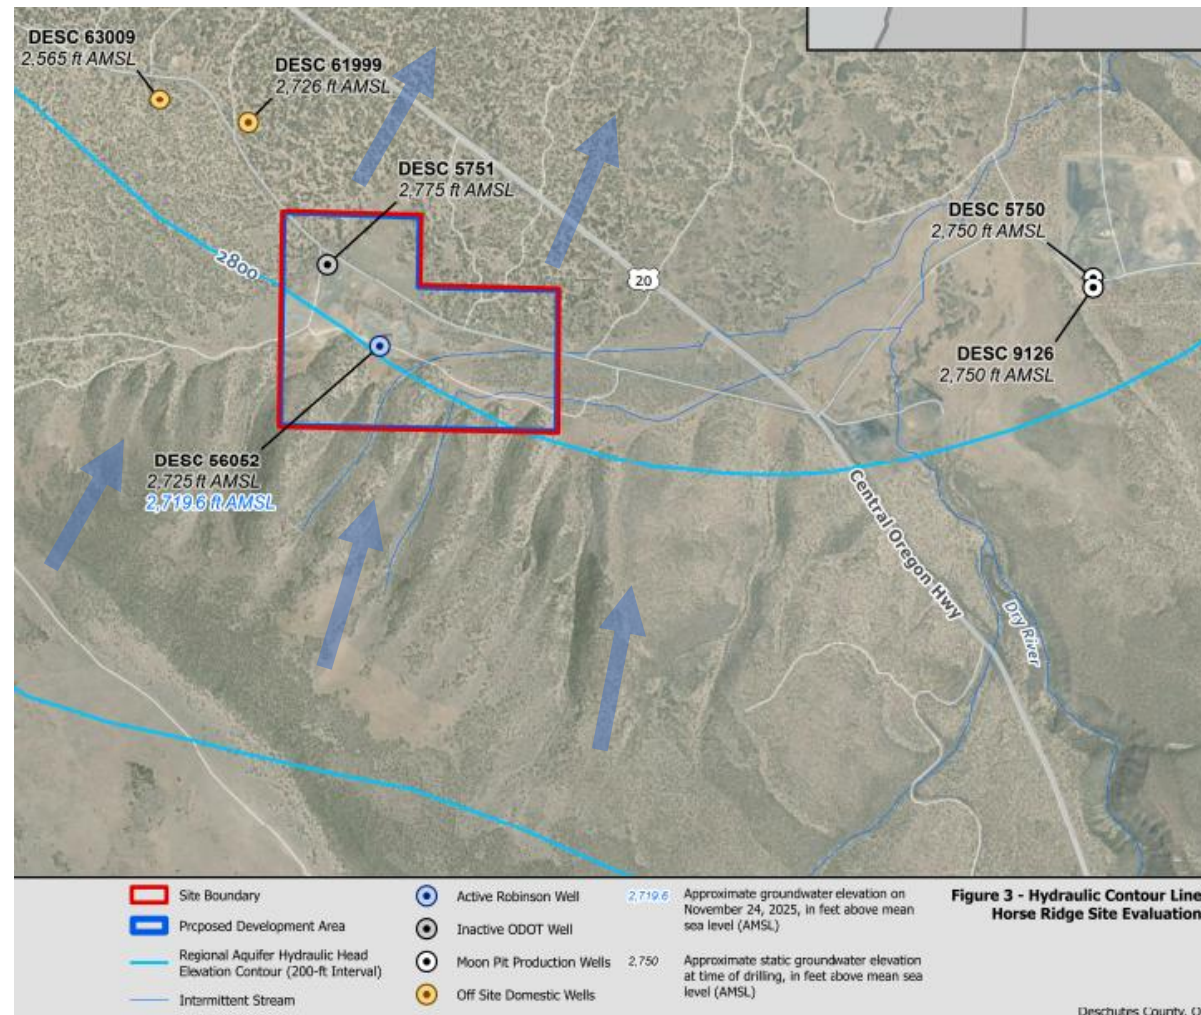 DESC 63009
2,565 ft AMSL
DESC 61999
2,726 ft AMSL
DESC 5751
2,775 ft AMSL
DESC 5750
2,750 ft AMSL
2800
20
DESC 9126
2,750 ft AMSL
DESC 56052
2,725 ft AMSL
2,719.6 ft AMSL
Central Oregon Hwy
Dry River
Site Boundary
Proposed Development Area
Regional Aquifer Hydraulic Head
Elevation Contour (200-ft Interval)
Intermittent Stream
Active Robinson Well
Inactive ODOT Well
Moon Pit Production Wells
Off Site Domestic Wells
2,719.6
Approximate groundwater elevation on
November 24, 2025, in feet above mean
sea level (AMSL)
2,750
Approximate static groundwater elevation
at time of drilling, in feet above mean sea
level (AMSL)
Figure 3 - Hydraulic Contour Line
Horse Ridge Site Evaluation
Deschutes County, O